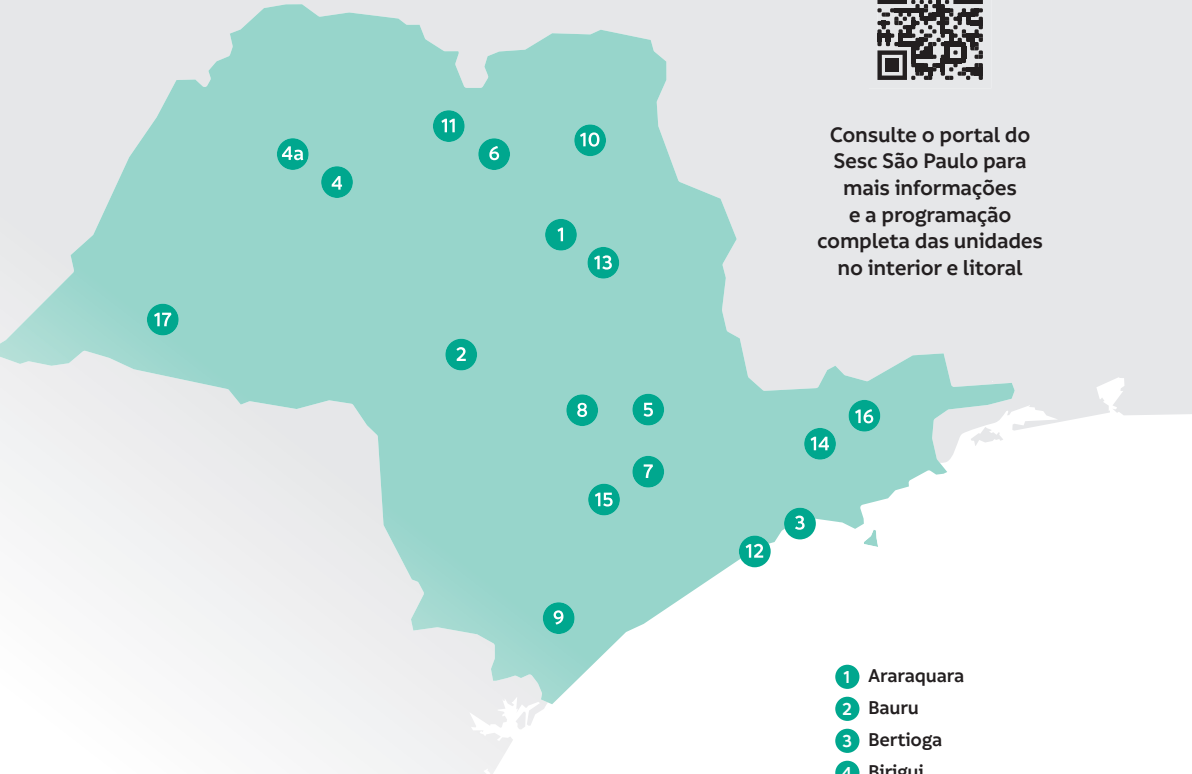 Consulte o portal do
Sesc São Paulo para
mais informações
e a programação
completa das unidades
no interior e litoral
11
10
4a
6
4
1
13
17
2
8
5
16
14
7
15
3
12
9
1 Araraquara
2 Bauru
3 Bertioga
4 Birigui